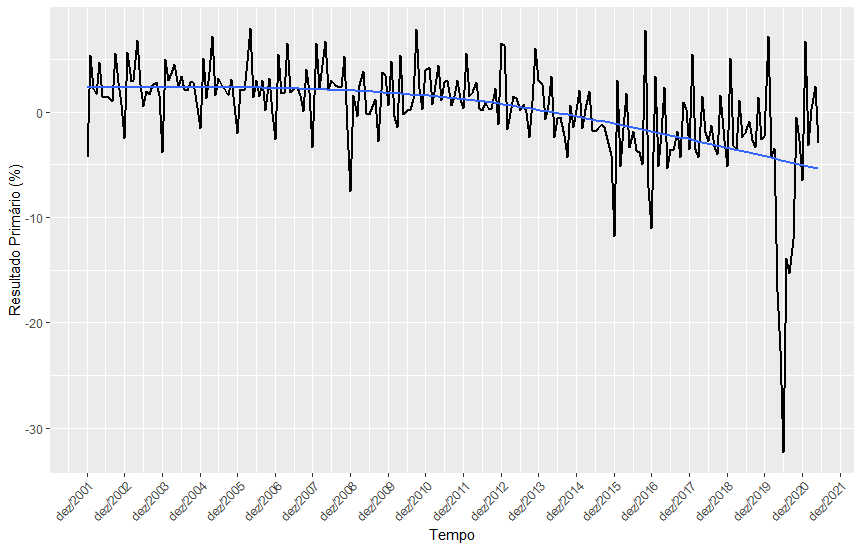 Resultado Primário (%)
0
-10
-20
-30
dez/2001
dez/2002
dez/2003
dez/2004
dez/2005
dez/2006
dez/2007
dez/2008
dez/2009
dez/2010
dez/2011
dez/2012
dez/2013
dez/2014
dez/2015
dez/2016
dez/2017
dez/2018
dez/2019
dez/2020
dez/2021
Tempo